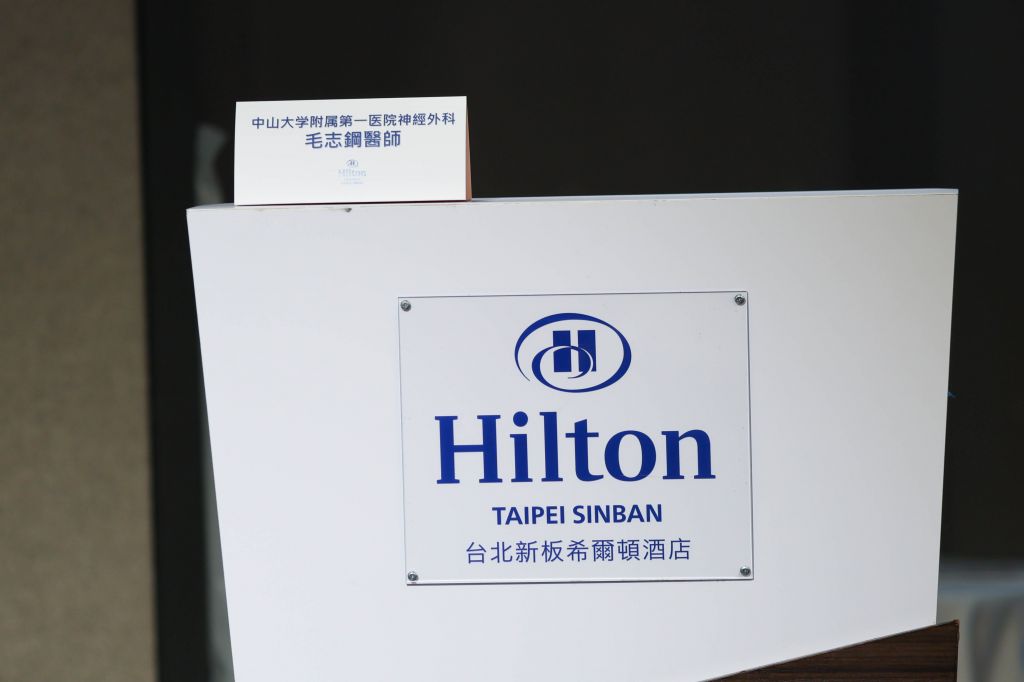 中山大学附属第一医院神經外科
毛志鋼醫師
Hilton
Hilton
TAIPEI SINBAN
台北新板希爾頓酒店